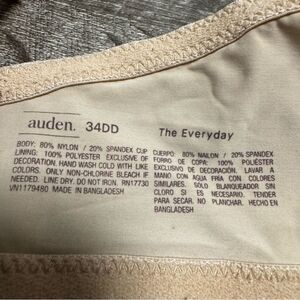 auden. 34DD
The Everyday
BODY: 80% NYLON / 20% SPANDEX CUP
LINING: 100% POLYESTER EXCLUSIVE OF
DECORATION. HAND WASH COLD WITH LIKE
COLORS. ONLY NON-CHLORINE BLEACH IF
NEEDED. LINE DRY. DO NOT IRON. RN17730
VN1179480 MADE IN BANGLADESH
CUERPO: 80% NAILON / 20% SPANDEX
FORRO DE COPA: 100% POLIÉSTER
EXCLUSIVO DE DECORACIÓN. LAVAR A
MANO CON AGUA FRÍA CON COLORES
SIMILARES. SOLO BLANQUEADOR SIN
CLORO SI ES NECESARIO. TENDER
PARA SECAR. NO PLANCHAR. HECHO EN
BANGLADESH